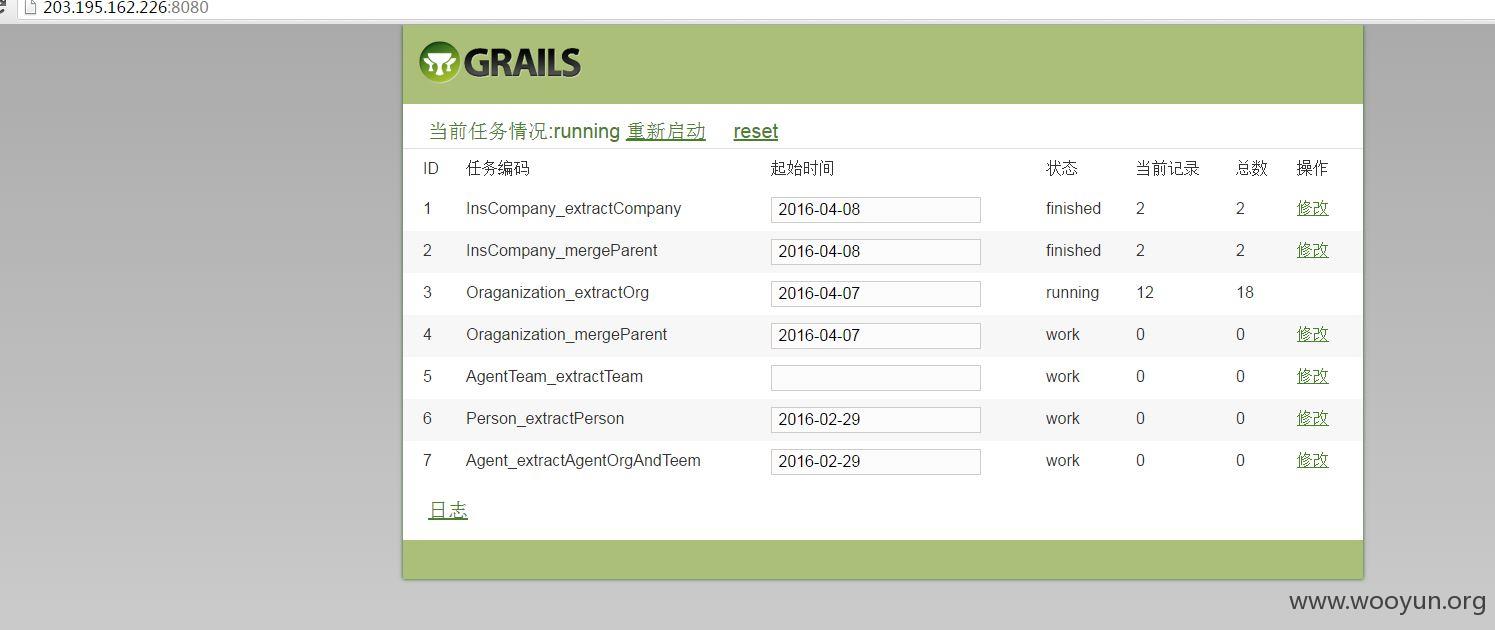 203.195.162.226:8080
GRAILS
当前任务情况:running 重新启动 reset
ID 任务编码 起始时间 状态 当前记录 总数 操作
1 InsCompany_extractCompany 2016-04-08 finished 2 2 修改
2 InsCompany_mergeParent 2016-04-08 finished 2 2 修改
3 Oraganization_extractOrg 2016-04-07 running 12 18
4 Oraganization_mergeParent 2016-04-07 work 0 0 修改
5 AgentTeam_extractTeam work 0 0 修改
6 Person_extractPerson 2016-02-29 work 0 0 修改
7 Agent_extractAgentOrgAndTeem 2016-02-29 work 0 0 修改
日志
www.wooyun.org